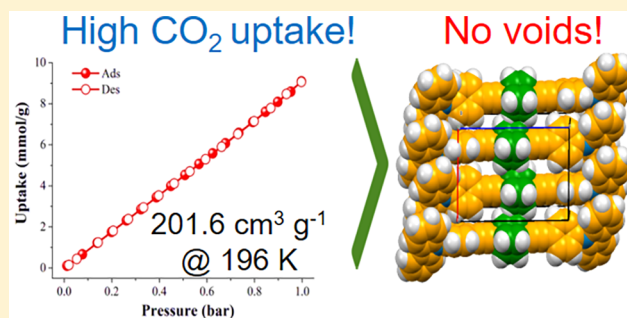 High CO₂ uptake!
No voids!
Uptake (mmol/g)
10
8
6
4
2
0
Ads
Des
201.6 cm³ g⁻¹
@ 196 K
0.0 0.2 0.4 0.6 0.8 1.0
Pressure (bar)